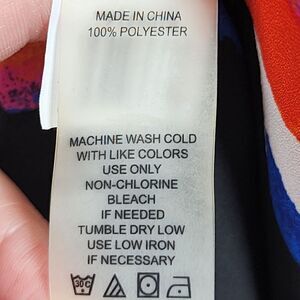 MADE IN CHINA
100% POLYESTER
MACHINE WASH COLD
WITH LIKE COLORS
USE ONLY
NON-CHLORINE
BLEACH
IF NEEDED
TUMBLE DRY LOW
USE LOW IRON
IF NECESSARY
30C